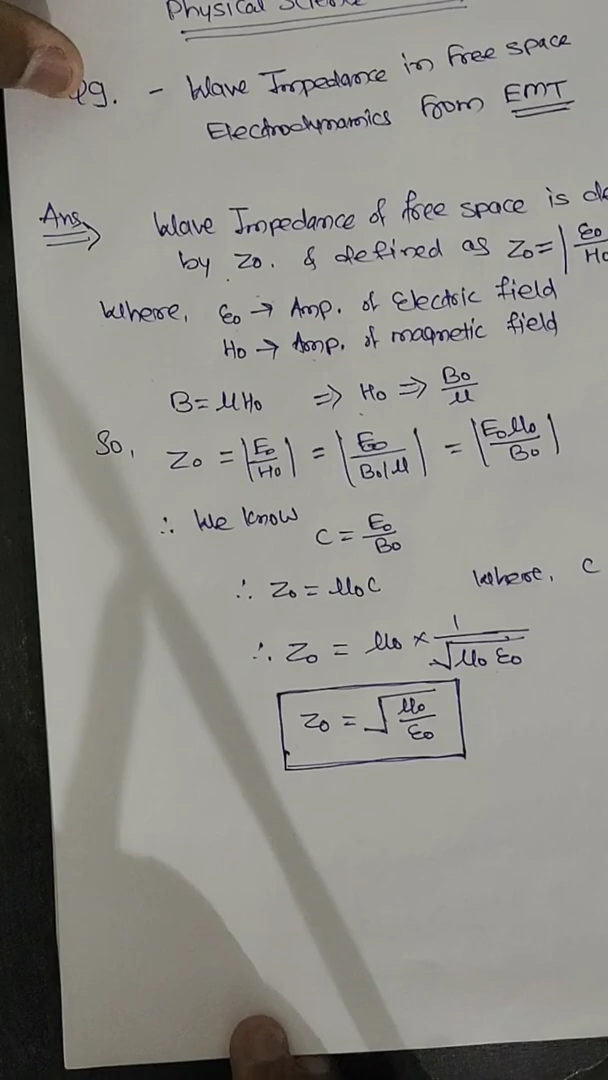 Physical Science
eg. - Wave Impedance in free space
Electrodynamics from EMT
Ans Wave Impedance of free space is de
by Z0. & defined as Z0 = |E0/H0
Where, E0 → Amp. of Electric field
H0 → Amp. of magnetic field
B = μH0 ⇒ H0 ⇒ B0/μ
So, Z0 = |E0/H0| = |E0/B0/μ| = |E0μ0/B0|
∴ We know C = E0/B0
∴ Z0 = μ0C Where, C
∴ Z0 = μ0 × 1/√μ0 ε0
Z0 = √μ0/ε0